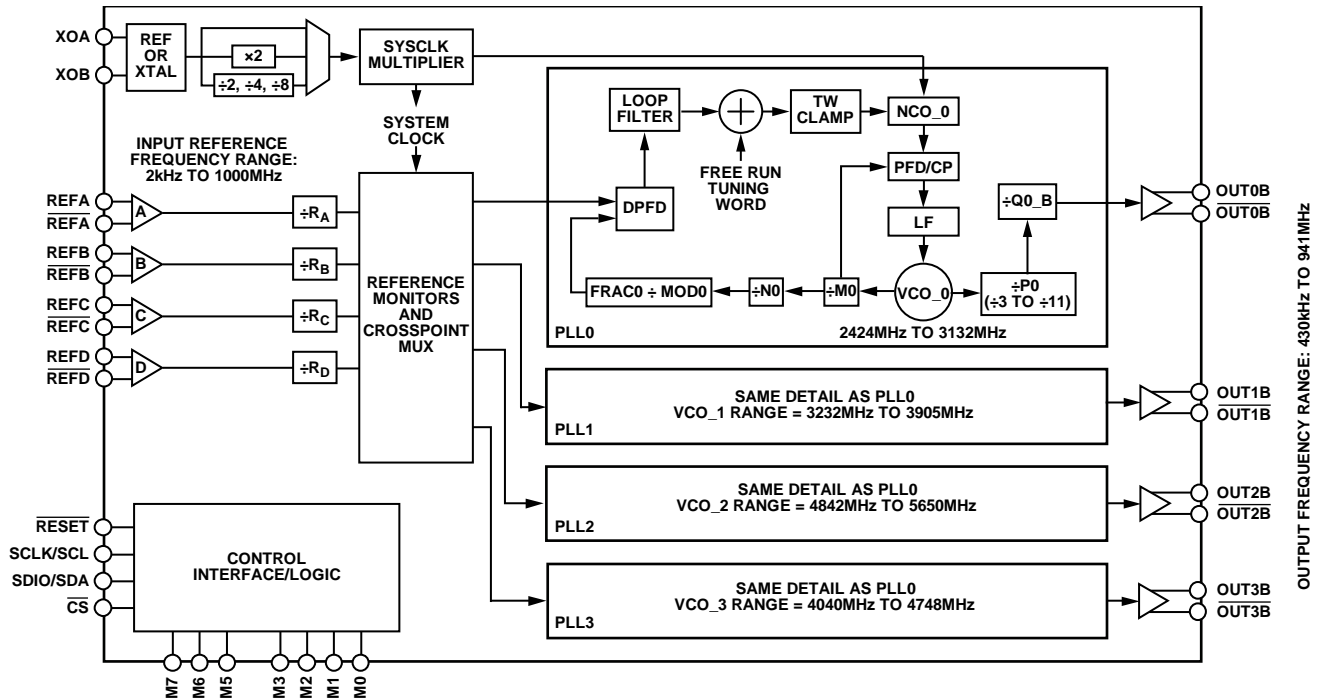 XOA
XOB
REF
OR
XTAL
×2
÷2, ÷4, ÷8
SYSCLK
MULTIPLIER
SYSTEM
CLOCK
INPUT REFERENCE
FREQUENCY RANGE:
2kHz TO 1000MHz
REFA
REFA
A
÷RA
REFB
REFB
B
÷RB
REFC
REFC
C
÷RC
REFD
REFD
D
÷RD
REFERENCE
MONITORS
AND
CROSSPOINT
MUX
LOOP
FILTER
+
TW
CLAMP
NCO_0
FREE RUN
TUNING
WORD
PFD/CP
DPFD
LF
÷Q0_B
FRAC0 ÷ MOD0
÷N0
÷M0
VCO_0
÷P0
(÷3 TO ÷11)
PLL0
2424MHz TO 3132MHz
OUT0B
OUT0B
SAME DETAIL AS PLL0
VCO_1 RANGE = 3232MHz TO 3905MHz
PLL1
OUT1B
OUT1B
SAME DETAIL AS PLL0
VCO_2 RANGE = 4842MHz TO 5650MHz
PLL2
OUT2B
OUT2B
SAME DETAIL AS PLL0
VCO_3 RANGE = 4040MHz TO 4748MHz
PLL3
OUT3B
OUT3B
OUTPUT FREQUENCY RANGE: 430kHz TO 941MHz
RESET
SCLK/SCL
SDIO/SDA
CS
CONTROL
INTERFACE/LOGIC
M7
M6
M5
M3
M2
M1
M0